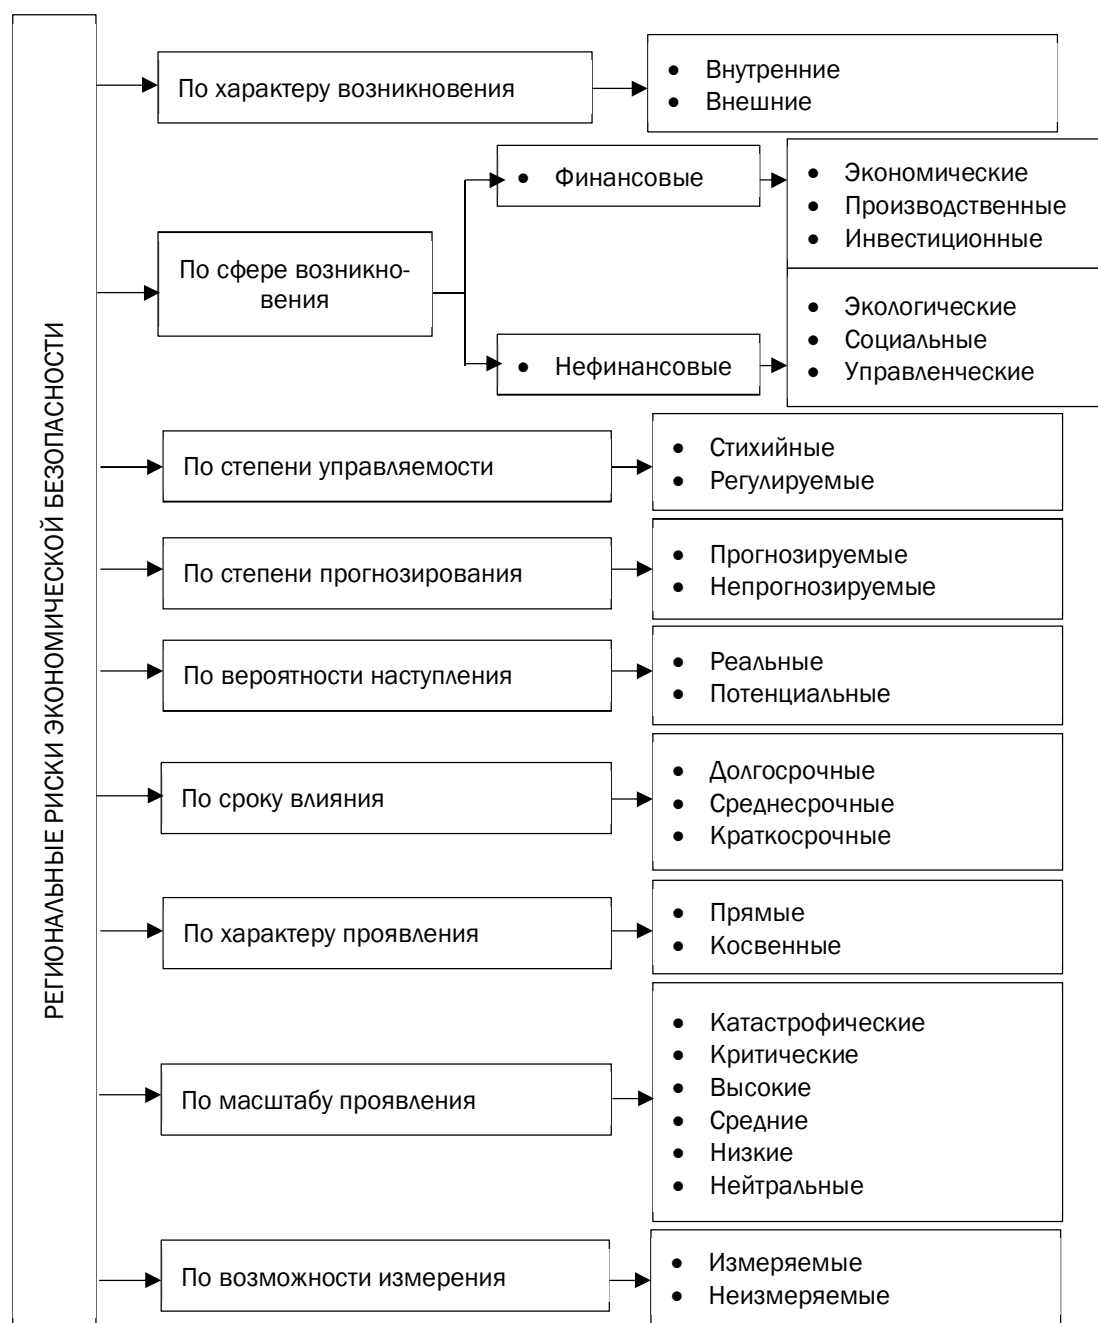 РЕГИОНАЛЬНЫЕ РИСКИ ЭКОНОМИЧЕСКОЙ БЕЗОПАСНОСТИ
По характеру возникновения
• Внутренние
• Внешние
По сфере возникно-
вения
• Финансовые
• Экономические
• Производственные
• Инвестиционные
• Нефинансовые
• Экологические
• Социальные
• Управленческие
По степени управляемости
• Стихийные
• Регулируемые
По степени прогнозирования
• Прогнозируемые
• Непрогнозируемые
По вероятности наступления
• Реальные
• Потенциальные
По сроку влияния
• Долгосрочные
• Среднесрочные
• Краткосрочные
По характеру проявления
• Прямые
• Косвенные
По масштабу проявления
• Катастрофические
• Критические
• Высокие
• Средние
• Низкие
• Нейтральные
По возможности измерения
• Измеряемые
• Неизмеряемые